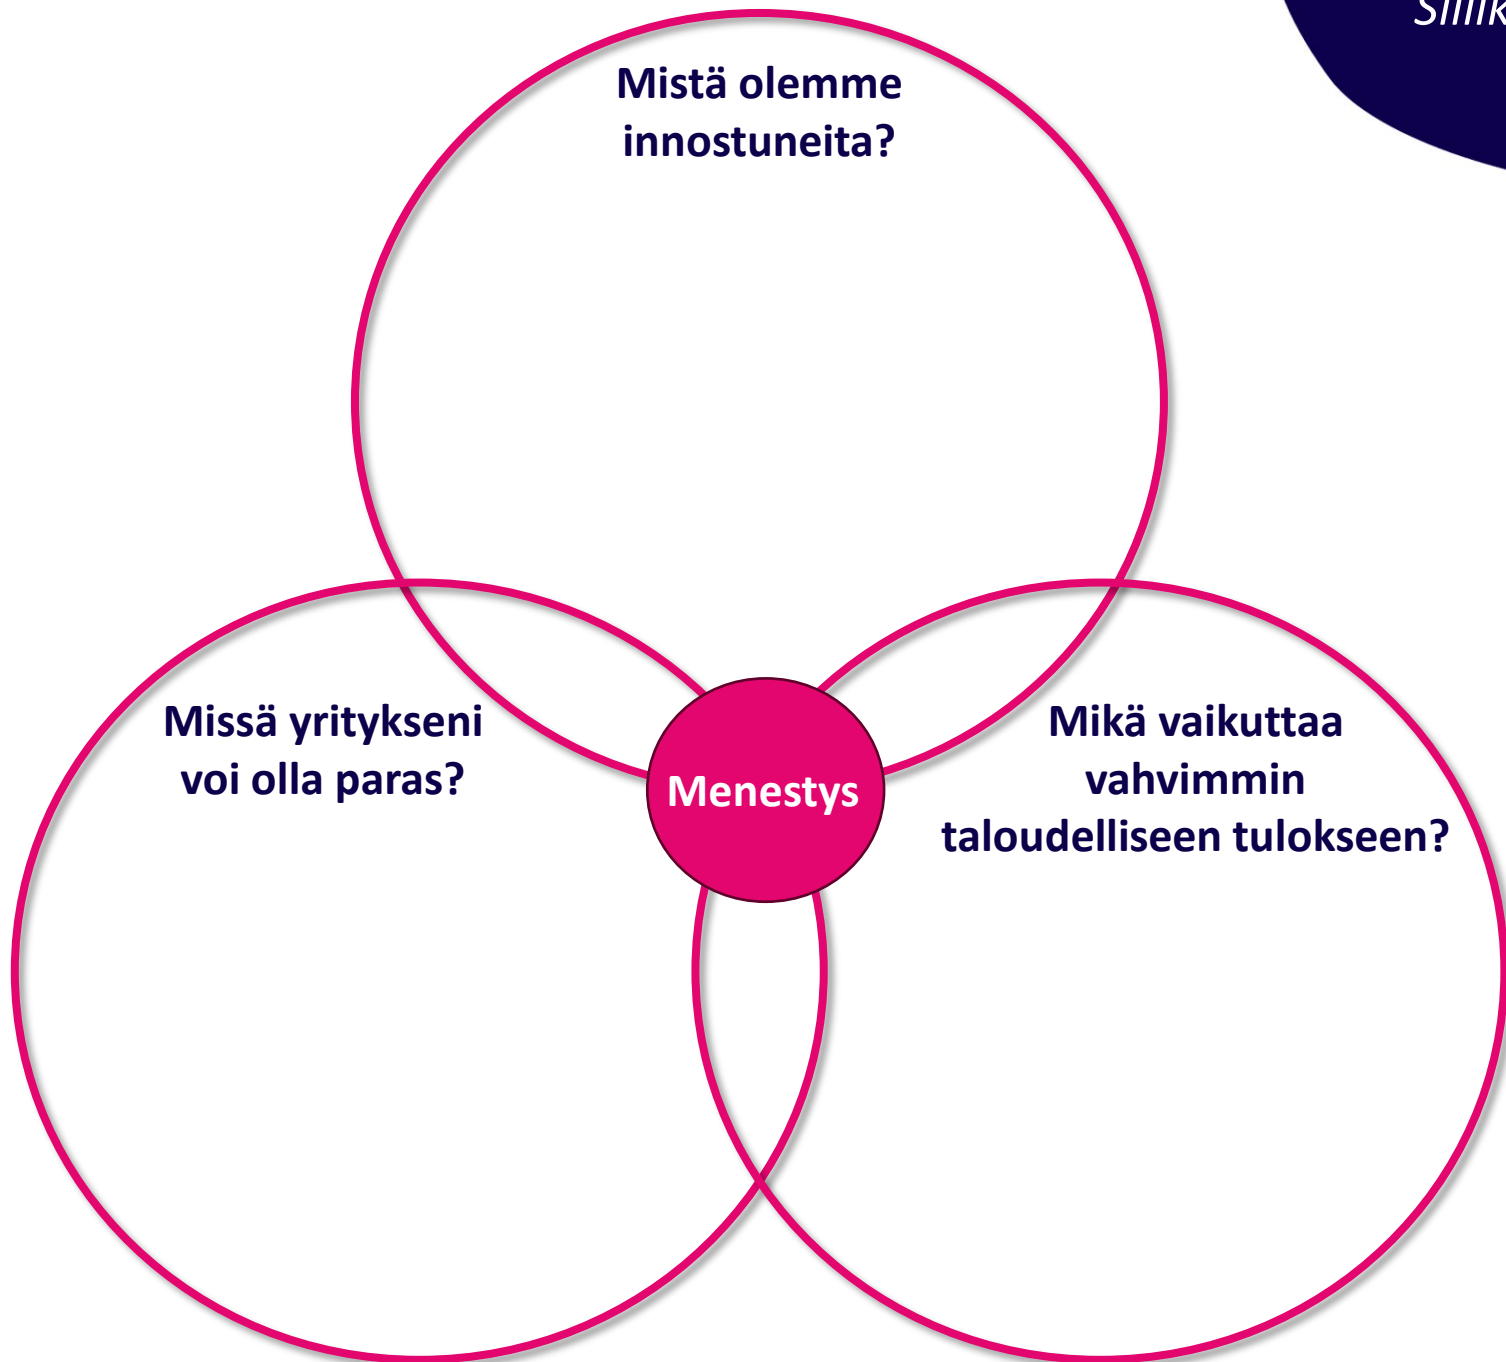 Mistä olemme
innostuneita?
Missä yritykseni
voi olla paras?
Menestys
Mikä vaikuttaa
vahvimmin
taloudelliseen tulokseen?